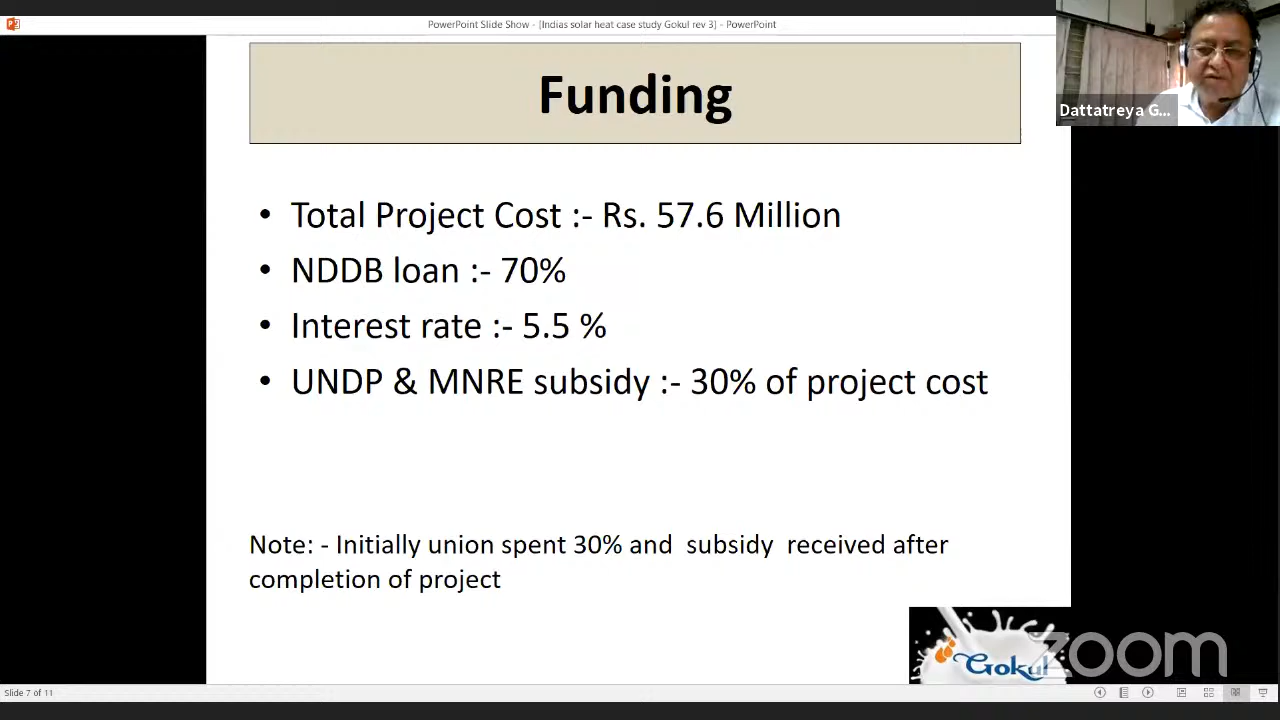 PowerPoint Slide Show - [Indias solar heat case study Gokul rev 3] - PowerPoint
Dattatreya G...
Funding
• Total Project Cost :- Rs. 57.6 Million
• NDDB loan :- 70%
• Interest rate :- 5.5 %
• UNDP & MNRE subsidy :- 30% of project cost
Note: - Initially union spent 30% and subsidy received after
completion of project
Gokul
zoom
Slide 7 of 11